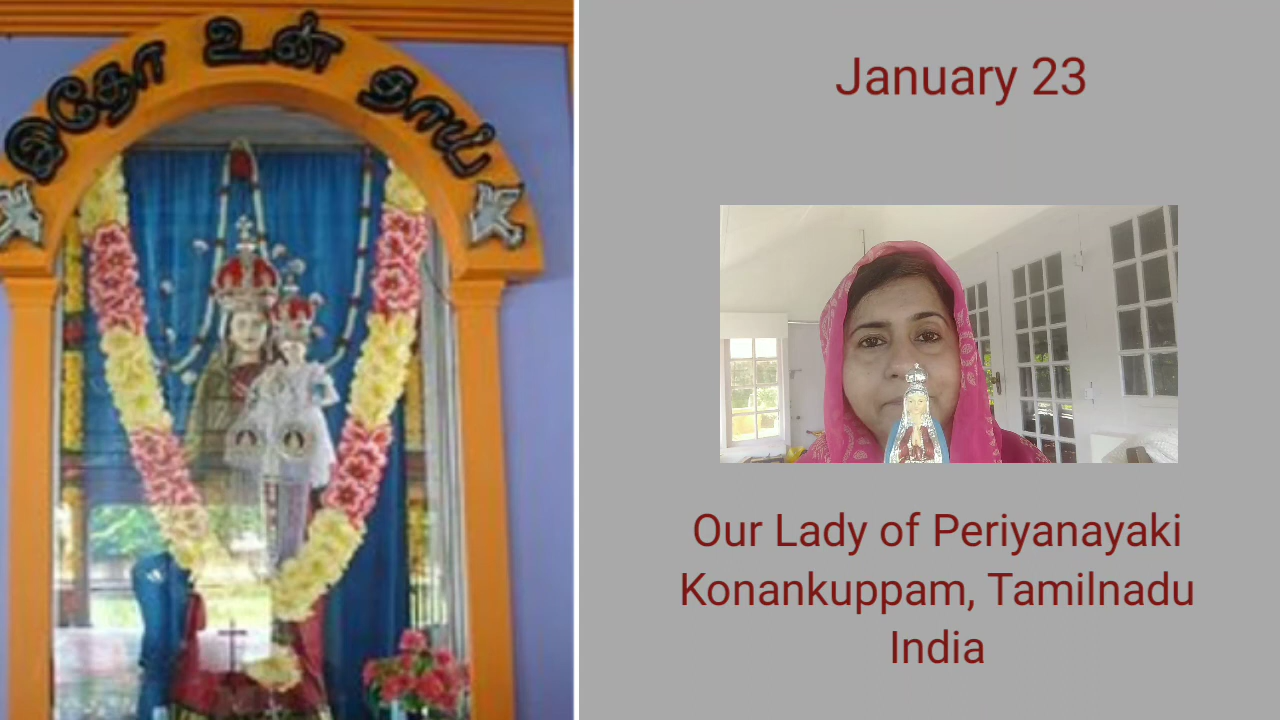 இதோ உன் தாய்
January 23
Our Lady of Periyanayaki
Konankuppam, Tamilnadu
India